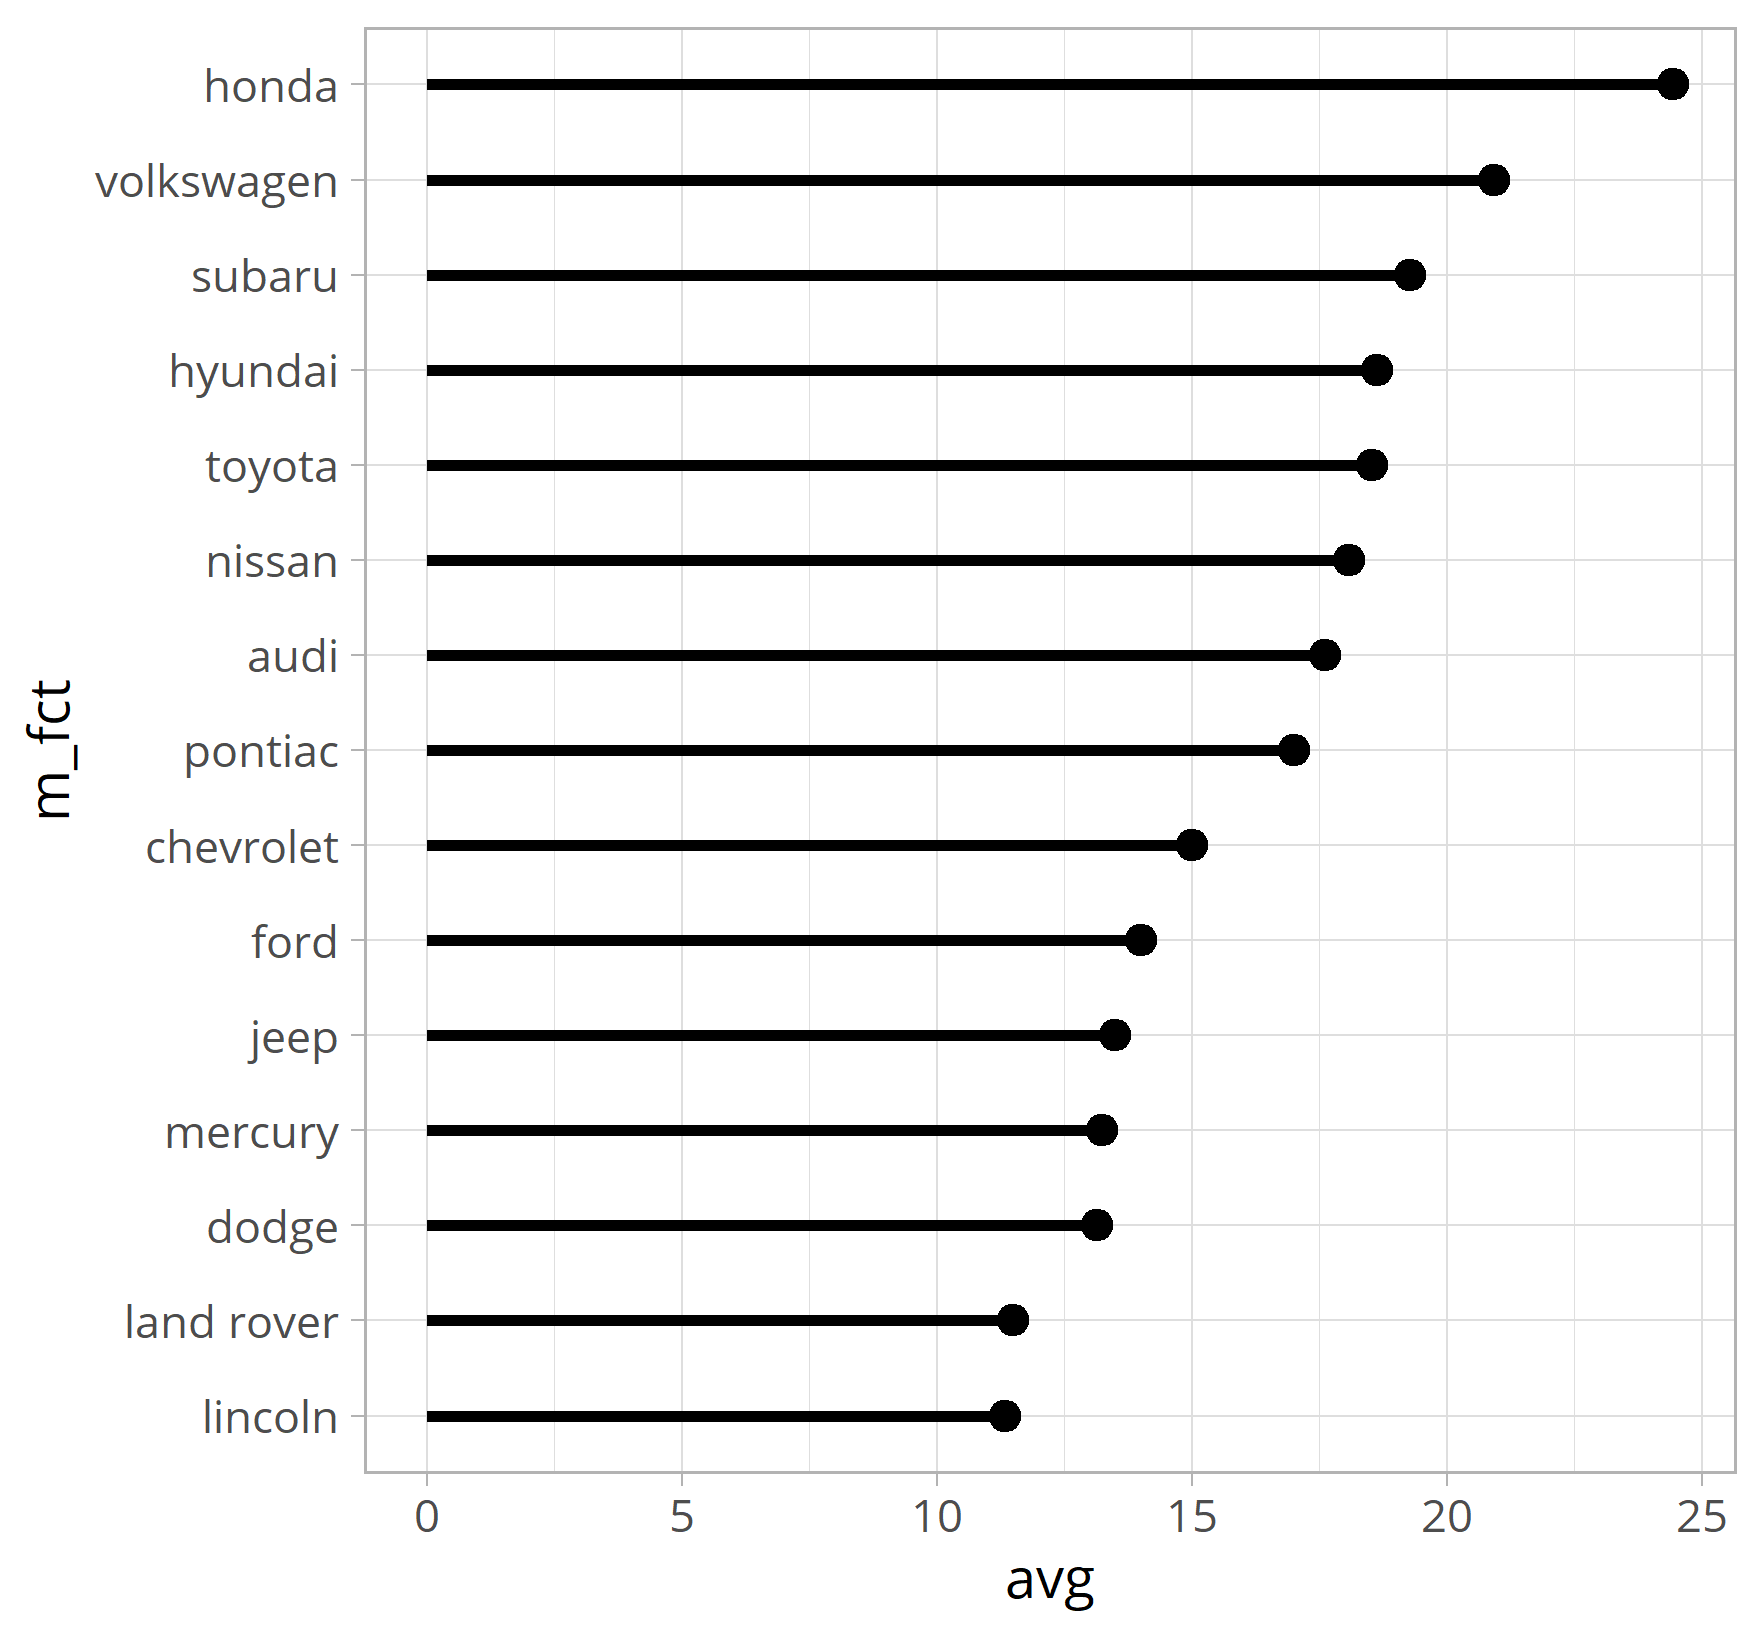 honda
volkswagen
subaru
hyundai
toyota
nissan
audi
pontiac
chevrolet
ford
jeep
mercury
dodge
land rover
lincoln
m_fct
0 5 10 15 20 25
avg